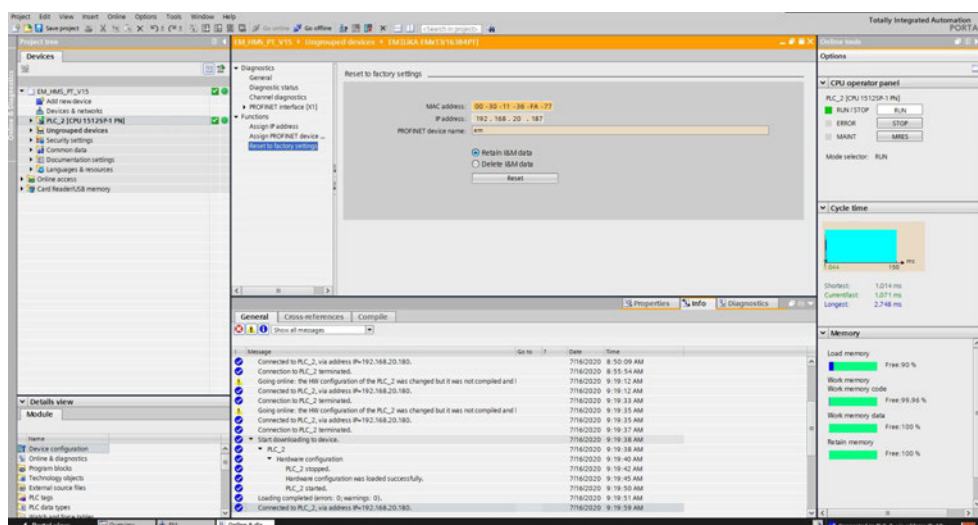 Project Edit View Insert Online Options Tools Window Help
Totally Integrated Automation
PORTA
Save project
Go online
Go offline
<Search in project>
Project tree
EM_HMS_PT_V15 ▸ Ungrouped devices ▸
Online tools
Devices
Options
EM_HMS_PT_V15
Add new device
Devices & networks
PLC_2 [CPU 1512SP-1 PN]
Ungrouped devices
Security settings
Common data
Documentation settings
Languages & resources
Online access
Card Reader/USB memory
Diagnostics
General
Diagnostic status
Channel diagnostics
PROFINET interface [X1]
Functions
Assign IP address
Assign PROFINET device ...
Reset to factory settings
Reset to factory settings
MAC address: 00 -30 -11 -36 -FA -77
IP address: 192 . 168 . 20 . 187
PROFINET device name: em
Retain I&M data
Delete I&M data
Reset
CPU operator panel
PLC_2 [CPU 1512SP-1 PN]
RUN / STOP RUN
ERROR STOP
MAINT MRES
Mode selector: RUN
Cycle time
ms
1.044 150
Shortest: 1.014 ms
Current/last: 1.071 ms
Longest: 2.748 ms
Memory
Load memory
Free:90 %
Work memory
Work memory code
Free:99,96 %
Work memory data
Free:100 %
Retain memory
Free:100 %
Properties Info Diagnostics
General Cross-references Compile
Show all messages
! Message Go to ? Date Time
Connected to PLC_2, via address IP=192.168.20.180. 7/16/2020 8:50:09 AM
Connection to PLC_2 terminated. 7/16/2020 8:55:54 AM
Going online: the HW configuration of the PLC_2 was changed but it was not compiled and l 7/16/2020 9:19:12 AM
Connected to PLC_2, via address IP=192.168.20.180. 7/16/2020 9:19:12 AM
Connection to PLC_2 terminated. 7/16/2020 9:19:33 AM
Going online: the HW configuration of the PLC_2 was changed but it was not compiled and l 7/16/2020 9:19:35 AM
Connected to PLC_2, via address IP=192.168.20.180. 7/16/2020 9:19:35 AM
Connection to PLC_2 terminated. 7/16/2020 9:19:37 AM
Start downloading to device. 7/16/2020 9:19:38 AM
PLC_2 7/16/2020 9:19:38 AM
Hardware configuration 7/16/2020 9:19:40 AM
PLC_2 stopped. 7/16/2020 9:19:42 AM
Hardware configuration was loaded successfully. 7/16/2020 9:19:45 AM
PLC_2 started. 7/16/2020 9:19:50 AM
Loading completed (errors: 0; warnings: 0). 7/16/2020 9:19:51 AM
Connected to PLC_2, via address IP=192.168.20.180. 7/16/2020 9:19:59 AM
Details view
Module
Name
Device configuration
Online & diagnostics
Program blocks
Technology objects
External source files
PLC tags
PLC data types
Watch and force tables